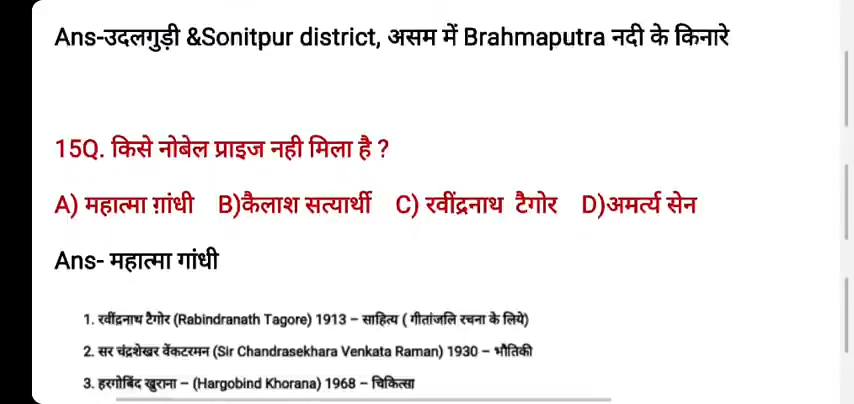 Ans-उदलगुड़ी &Sonitpur district, असम में Brahmaputra नदी के किनारे
15Q. किसे नोबेल प्राइज नही मिला है ?
A) महात्मा ग़ांधी B)कैलाश सत्यार्थी C) रवींद्रनाथ टैगोर D)अमर्त्य सेन
Ans- महात्मा गांधी
1. रवींद्रनाथ टैगोर (Rabindranath Tagore) 1913 – साहित्य ( गीतांजलि रचना के लिये)
2. सर चंद्रशेखर वेंकटरमन (Sir Chandrasekhara Venkata Raman) 1930 – भौतिकी
3. हरगोबिंद खुराना – (Hargobind Khorana) 1968 – चिकित्सा